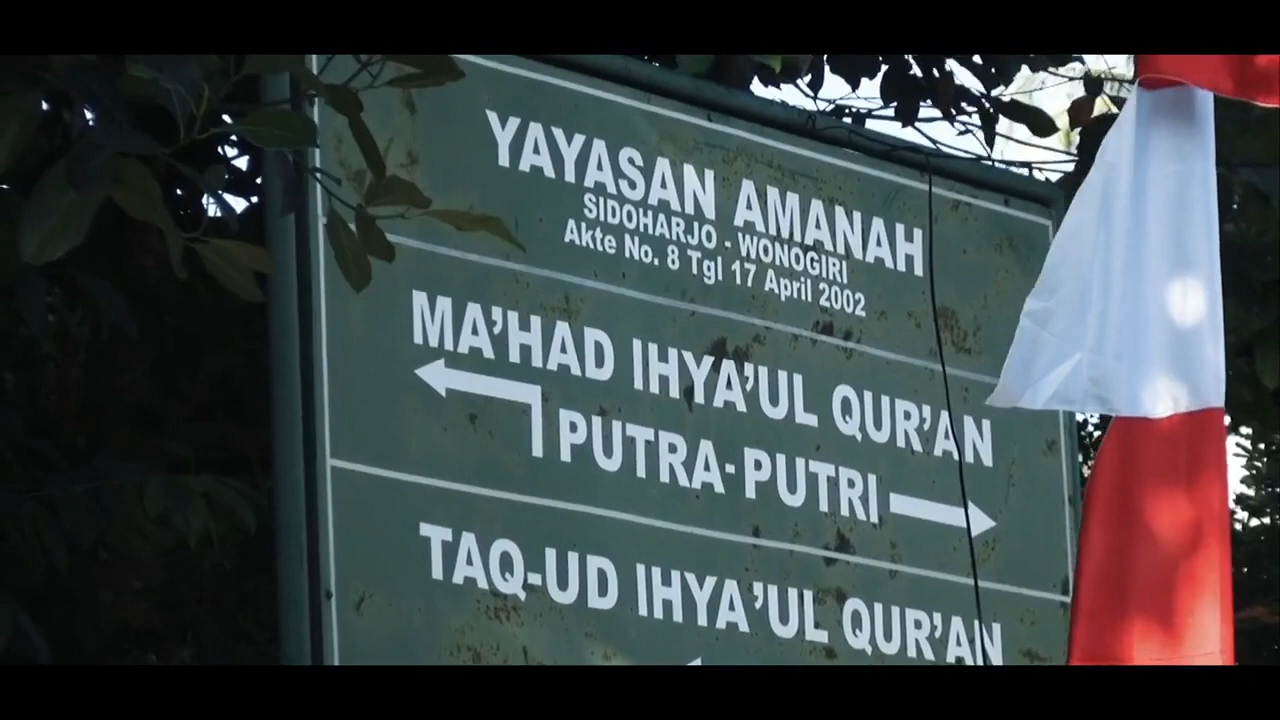 YAYASAN AMANAH
SIDOHARJO - WONOGIRI
Akte No. 8 Tgl 17 April 2002
MA'HAD IHYA'UL QUR'AN
PUTRA-PUTRI
TAQ-UD IHYA'UL QUR'AN